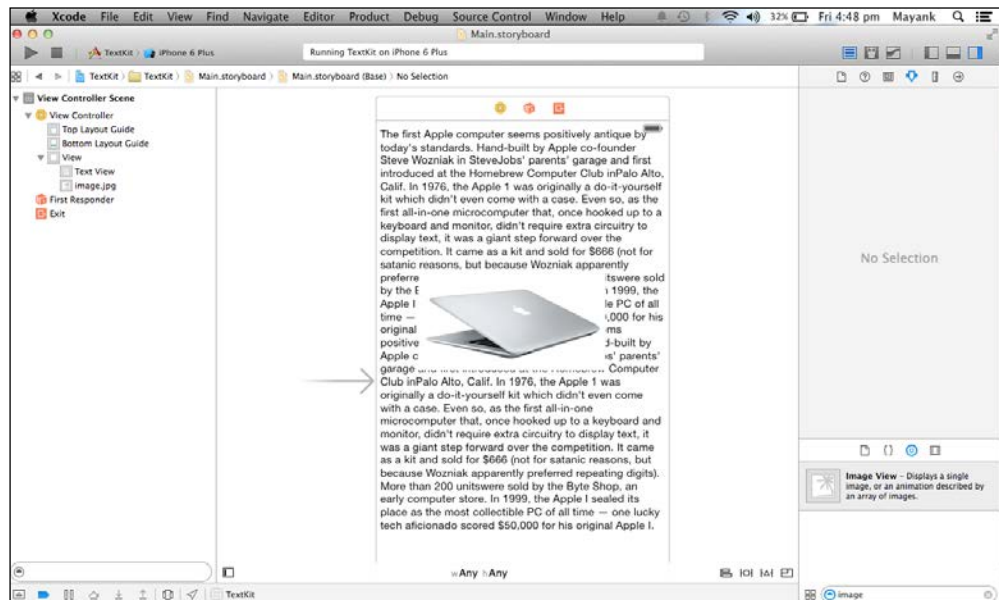 Xcode File Edit View Find Navigate Editor Product Debug Source Control Window Help 32% Fri 4:48 pm Mayank
Main.storyboard
TextKit iPhone 6 Plus Running TextKit on iPhone 6 Plus
TextKit TextKit Main.storyboard Main.storyboard (Base) No Selection
View Controller Scene
View Controller
Top Layout Guide
Bottom Layout Guide
View
Text View
image.jpg
First Responder
Exit
The first Apple computer seems positively antique by
today's standards. Hand-built by Apple co-founder
Steve Wozniak in SteveJobs' parents' garage and first
introduced at the Homebrew Computer Club inPalo Alto,
Calif. In 1976, the Apple 1 was originally a do-it-yourself
kit which didn't even come with a case. Even so, as the
first all-in-one microcomputer that, once hooked up to a
keyboard and monitor, didn't require extra circuitry to
display text, it was a giant step forward over the
competition. It came as a kit and sold for $666 (not for
satanic reasons, but because Wozniak apparently
preferre itswere sold
by the 1999, the
Apple I le PC of all
time — ,000 for his
original ms
positive d-built by
Apple c s' parents'
garage Computer
Club inPalo Alto, Calif. In 1976, the Apple 1 was
originally a do-it-yourself kit which didn't even come
with a case. Even so, as the first all-in-one
microcomputer that, once hooked up to a keyboard and
monitor, didn't require extra circuitry to display text, it
was a giant step forward over the competition. It came
as a kit and sold for $666 (not for satanic reasons, but
because Wozniak apparently preferred repeating digits).
More than 200 unitswere sold by the Byte Shop, an
early computer store. In 1999, the Apple I sealed its
place as the most collectible PC of all time — one lucky
tech aficionado scored $50,000 for his original Apple I.
wAny hAny
TextKit
No Selection
Image View - Displays a single
image, or an animation described by
an array of images.
image